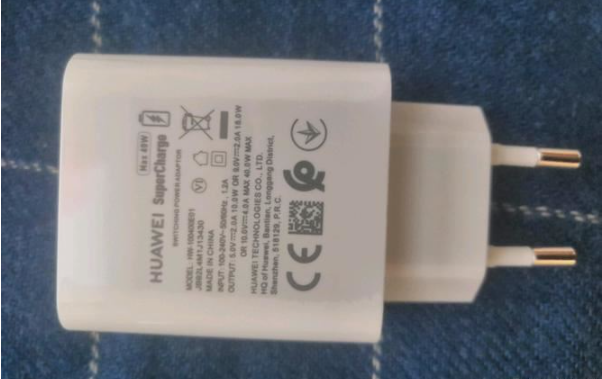 HUAWEI SuperCharge
Max 40W
SWITCHING POWER ADAPTOR
MODEL: HW-100400E01
JB92L4M1J13430
MADE IN CHINA
INPUT: 100-240V~50/60Hz, 1.2A
OUTPUT: 5.0V⎓2.0A 10.0W OR 9.0V⎓2.0A 18.0W
OR 10.0V⎓4.0A MAX 40.0W MAX
HUAWEI TECHNOLOGIES CO., LTD.
HQ of Huawei, Bantian, Longgang District,
Shenzhen, 518129, P.R.C.
VI
CE